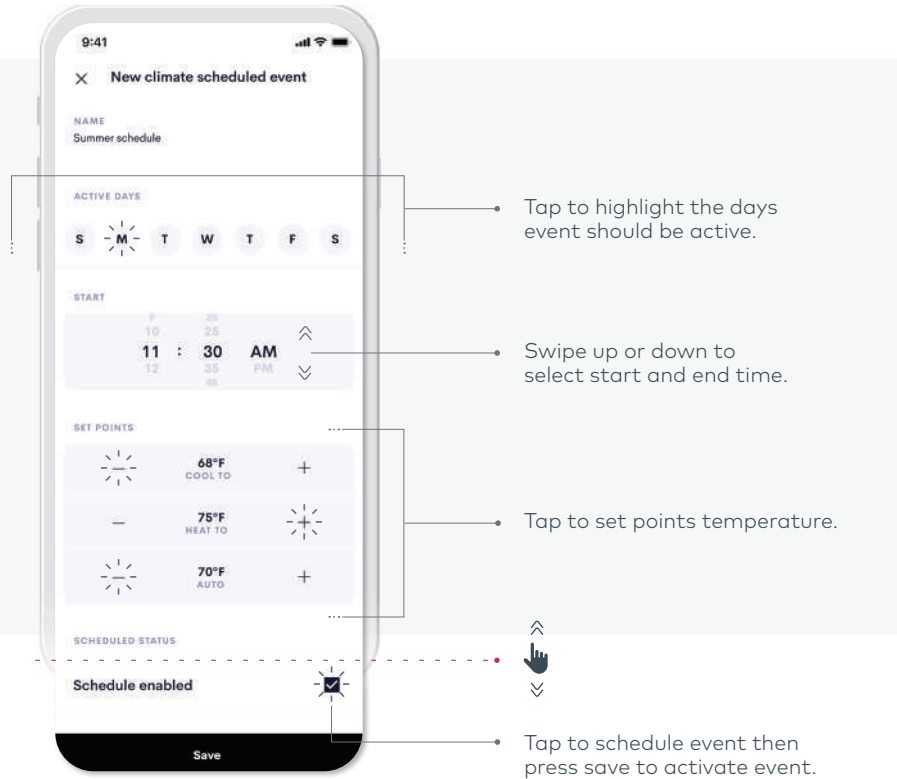 9:41
New climate scheduled event
NAME
Summer schedule
ACTIVE DAYS
S M T W T F S
Tap to highlight the days
event should be active.
START
10 25
11 : 30 AM
12 35 PM
Swipe up or down to
select start and end time.
SET POINTS
68°F
COOL TO
75°F
HEAT TO
Tap to set points temperature.
70°F
AUTO
SCHEDULED STATUS
Schedule enabled
Save
Tap to schedule event then
press save to activate event.